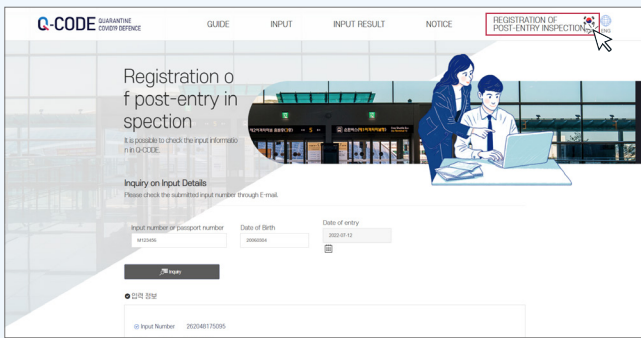 Q-CODE QUARANTINE COVID19 DEFENCE
GUIDE
INPUT
INPUT RESULT
NOTICE
REGISTRATION OF
POST-ENTRY INSPECTION
ENG
Registration o
f post-entry in
spection
It is possible to check the input informatio
n in Q-CODE.
Inquiry on Input Details
Please check the submitted input number through E-mail.
Input number or passport number
Date of Birth
Date of entry
M123456
2022-07-12
Inquiry
입력 정보
Input Number 262048175095